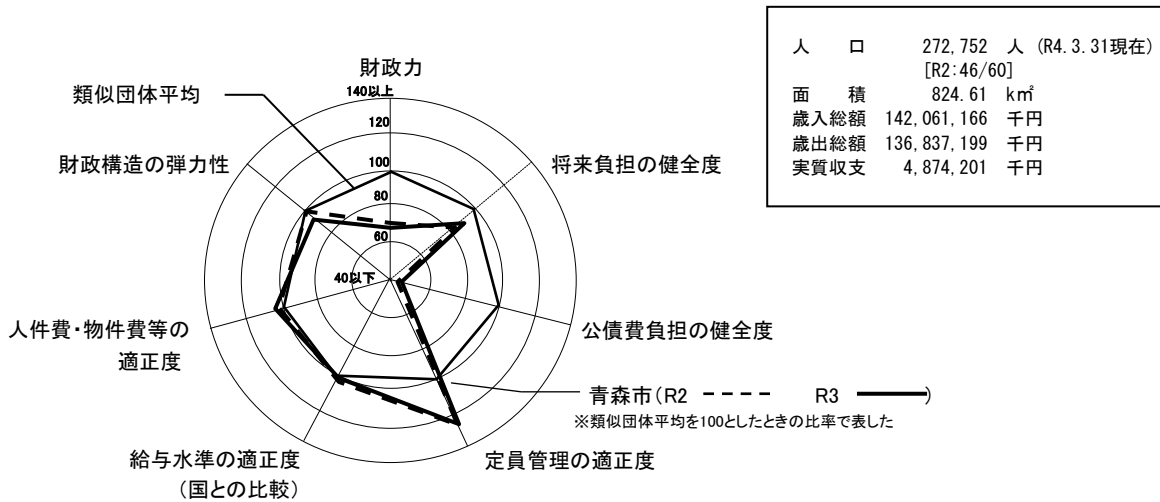 財政力
140以上
120
100
80
60
40以下
類似団体平均
財政構造の弾力性
将来負担の健全度
人件費・物件費等の
適正度
公債費負担の健全度
青森市(R2 R3 )
※類似団体平均を100としたときの比率で表した
給与水準の適正度
(国との比較)
定員管理の適正度
人 口 272,752 人 (R4.3.31現在)
[R2:46/60]
面 積 824.61 k㎡
歳入総額 142,061,166 千円
歳出総額 136,837,199 千円
実質収支 4,874,201 千円